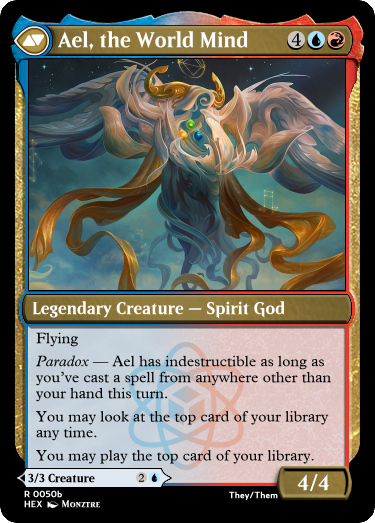 Ael, the World Mind 4
Legendary Creature — Spirit God
Flying
Paradox — Ael has indestructible as long as
you've cast a spell from anywhere other than
your hand this turn.
You may look at the top card of your library
any time.
You may play the top card of your library.
3/3 Creature 2
4/4
R 0050b
HEX Monztre
They/Them